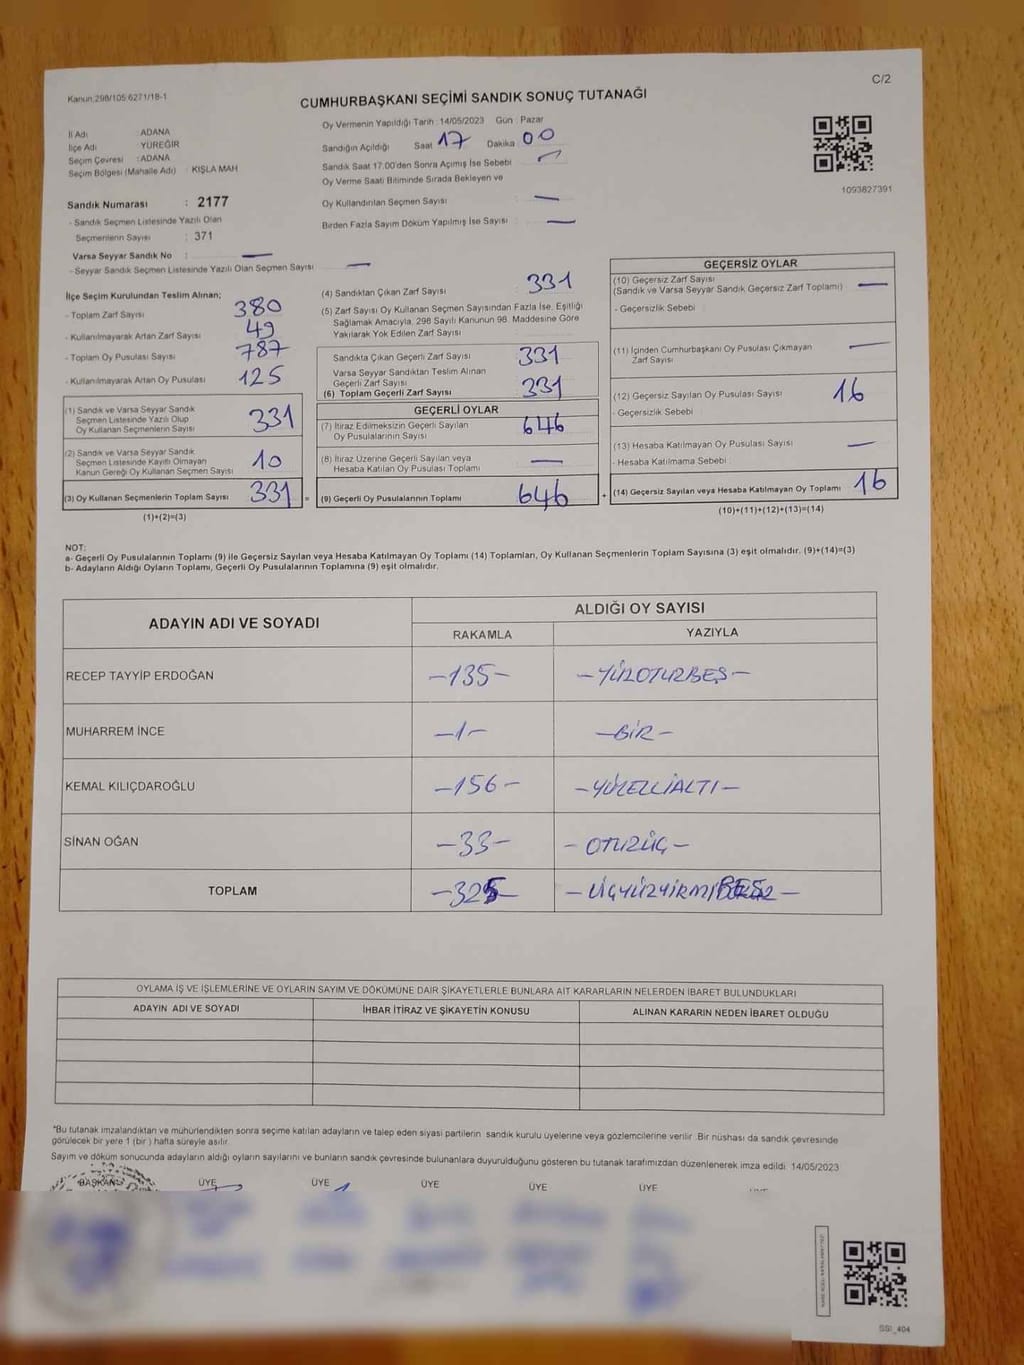 C/2
Kanun:298/105 6271/18-1
CUMHURBAŞKANI SEÇİMİ SANDIK SONUÇ TUTANAĞI
İl Adı : ADANA
İlçe Adı : YÜREĞİR
Seçim Çevresi : ADANA
Seçim Bölgesi (Mahalle Adı) : KIŞLA MAH
Oy Vermenin Yapıldığı Tarih :14/05/2023 Gün : Pazar
Sandığın Açıldığı Saat 17 Dakika 00
Sandık Saat 17.00'den Sonra Açımış İse Sebebi —
Oy Verme Saati Bitiminde Sırada Bekleyen ve
Oy Kullandırılan Seçmen Sayısı —
Birden Fazla Sayım Döküm Yapılmış İse Sayısı : —
1093827391
Sandık Numarası : 2177
- Sandık Seçmen Listesinde Yazılı Olan
Seçmenlerin Sayısı : 371
Varsa Seyyar Sandık No : —
- Seyyar Sandık Seçmen Listesinde Yazılı Olan Seçmen Sayısı : —
İlçe Seçim Kurulundan Teslim Alınan;
- Toplam Zarf Sayısı 380
- Kullanılmayarak Artan Zarf Sayısı 49
- Toplam Oy Pusulası Sayısı 787
- Kullanılmayarak Artan Oy Pusulası 125
(1) Sandık ve Varsa Seyyar Sandık
Seçmen Listesinde Yazılı Olup
Oy Kullanan Seçmenlerin Sayısı 331
(2) Sandık ve Varsa Seyyar Sandık
Seçmen Listesinde Kayıtlı Olmayan
Kanun Gereği Oy Kullanan Seçmen Sayısı 10
(3) Oy Kullanan Seçmenlerin Toplam Sayısı 331 =
(1)+(2)=(3)
(4) Sandıktan Çıkan Zarf Sayısı 331
(5) Zarf Sayısı Oy Kullanan Seçmen Sayısından Fazla İse, Eşitliği
Sağlamak Amacıyla, 298 Sayılı Kanunun 98. Maddesine Göre
Yakılarak Yok Edilen Zarf Sayısı
Sandıkta Çıkan Geçerli Zarf Sayısı 331
Varsa Seyyar Sandıktan Teslim Alınan
Geçerli Zarf Sayısı
(6) Toplam Geçerli Zarf Sayısı 331
GEÇERLİ OYLAR
(7) İtiraz Edilmeksizin Geçerli Sayılan
Oy Pusulalarının Sayısı 646
(8) İtiraz Üzerine Geçerli Sayılan veya
Hesaba Katılan Oy Pusulası Toplamı —
(9) Geçerli Oy Pusulalarının Toplamı 646 +
GEÇERSİZ OYLAR
(10) Geçersiz Zarf Sayısı
(Sandık ve Varsa Seyyar Sandık Geçersiz Zarf Toplamı) —
- Geçersizlik Sebebi :
(11) İçinden Cumhurbaşkanı Oy Pusulası Çıkmayan
Zarf Sayısı —
(12) Geçersiz Sayılan Oy Pusulası Sayısı 16
- Geçersizlik Sebebi :
(13) Hesaba Katılmayan Oy Pusulası Sayısı —
- Hesaba Katılmama Sebebi :
(14) Geçersiz Sayılan veya Hesaba Katılmayan Oy Toplamı 16
(10)+(11)+(12)+(13)=(14)
NOT:
a- Geçerli Oy Pusulalarının Toplamı (9) ile Geçersiz Sayılan veya Hesaba Katılmayan Oy Toplamı (14) Toplamları, Oy Kullanan Seçmenlerin Toplam Sayısına (3) eşit olmalıdır. (9)+(14)=(3)
b- Adayların Aldığı Oyların Toplamı, Geçerli Oy Pusulalarının Toplamına (9) eşit olmalıdır.
ADAYIN ADI VE SOYADI ALDIĞI OY SAYISI
RAKAMLA YAZIYLA
RECEP TAYYİP ERDOĞAN -135- -YÜZOTUZBEŞ-
MUHARREM İNCE -1- -BİR-
KEMAL KILIÇDAROĞLU -156- -YÜZELLİALTI-
SİNAN OĞAN -33- -OTUZÜÇ-
TOPLAM -325- -ÜÇYÜZYİRMİBEŞ-
OYLAMA İŞ VE İŞLEMLERİNE VE OYLARIN SAYIM VE DÖKÜMÜNE DAİR ŞİKAYETLERLE BUNLARA AİT KARARLARIN NELERDEN İBARET BULUNDUKLARI
ADAYIN ADI VE SOYADI İHBAR İTİRAZ VE ŞİKAYETİN KONUSU ALINAN KARARIN NEDEN İBARET OLDUĞU
*Bu tutanak imzalandıktan ve mühürlendikten sonra seçime katılan adayların ve talep eden siyasi partilerin sandık kurulu üyelerine veya gözlemcilerine verilir. Bir nüshası da sandık çevresinde
görülecek bir yere 1 (bir) hafta süreyle asılır.
Sayım ve döküm sonucunda adayların aldığı oyların sayılarını ve bunların sandık çevresinde bulunanlara duyurulduğunu gösteren bu tutanak tarafımızdan düzenlenerek imza edildi. 14/05/2023
BAŞKAN ÜYE ÜYE ÜYE ÜYE ÜYE
SSI_404